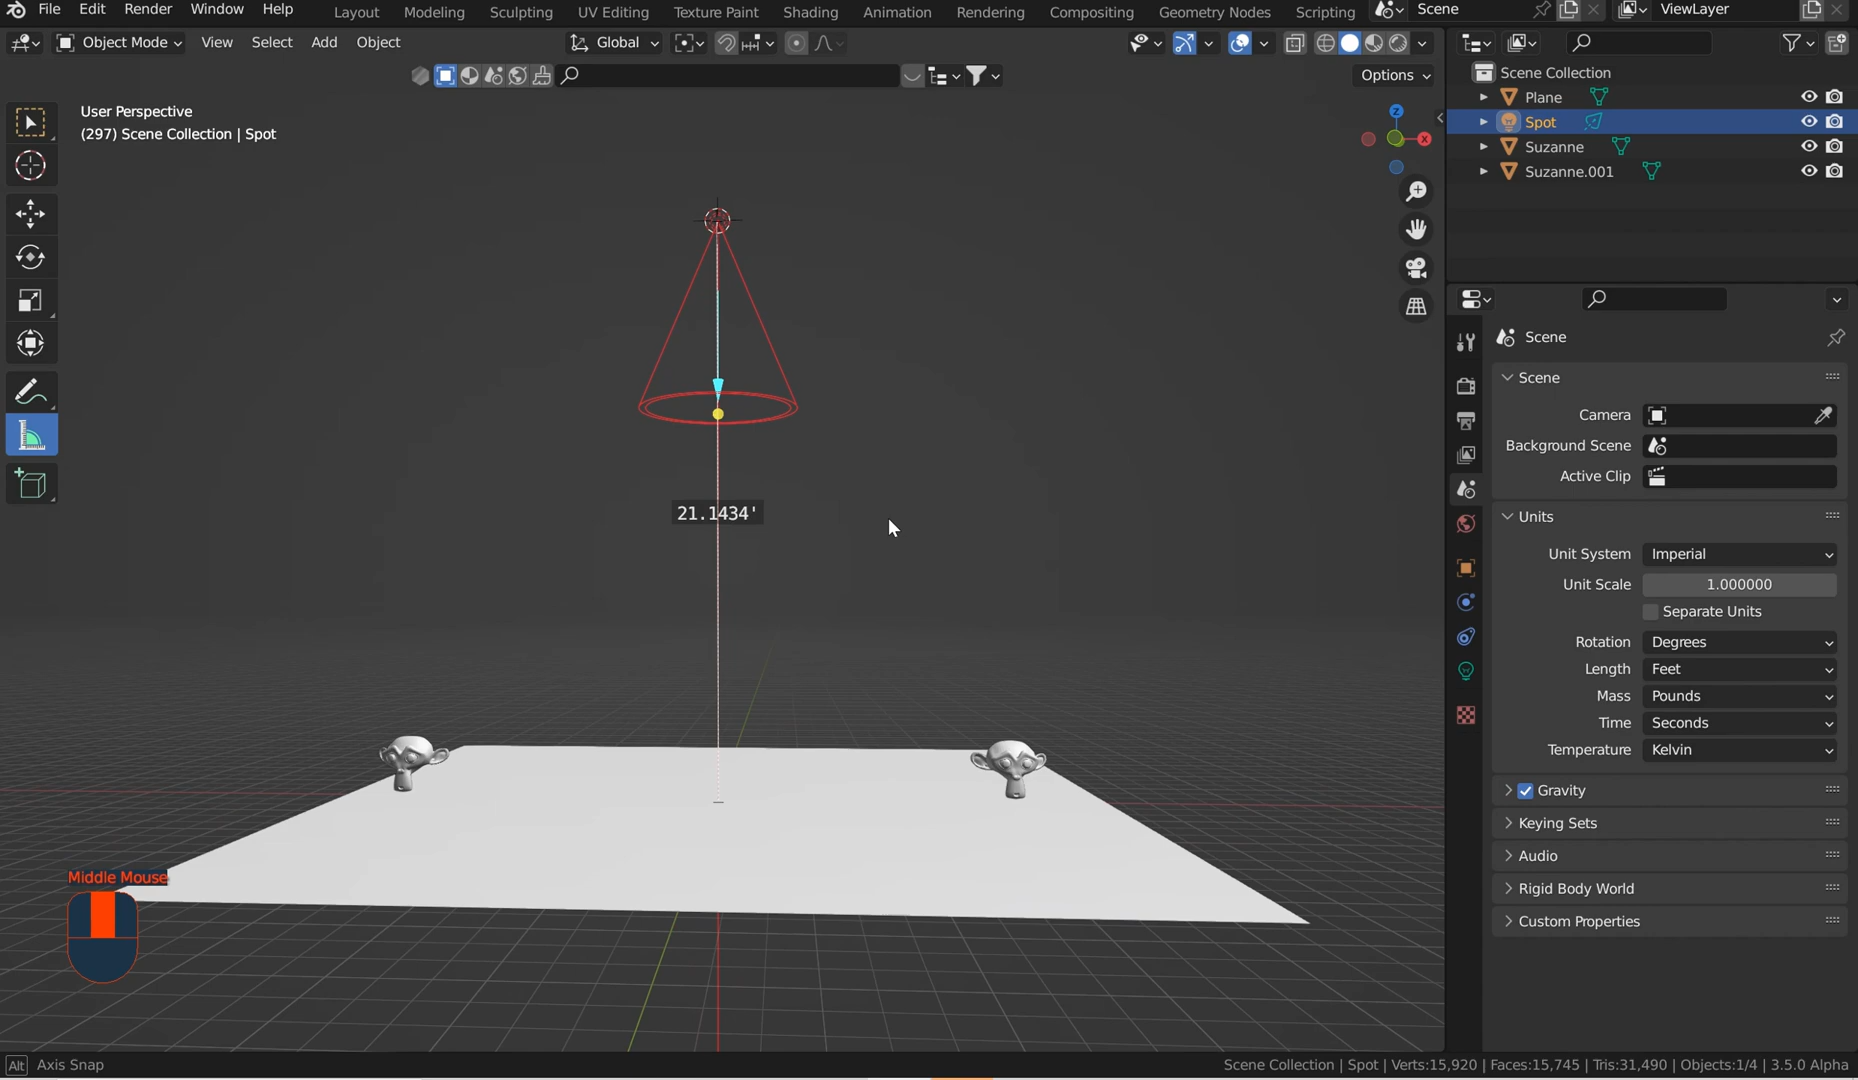 File Edit Render Window Help Layout Modeling Sculpting UV Editing Texture Paint Shading Animation Rendering Compositing Geometry Nodes Scripting Scene ViewLayer
Object Mode View Select Add Object Global
Options
User Perspective
(297) Scene Collection | Spot
Z
X
21.1434'
Middle Mouse
Scene Collection
Plane
Spot
Suzanne
Suzanne.001
Scene
Scene
Camera
Background Scene
Active Clip
Units
Unit System Imperial
Unit Scale 1.000000
Separate Units
Rotation Degrees
Length Feet
Mass Pounds
Time Seconds
Temperature Kelvin
Gravity
Keying Sets
Audio
Rigid Body World
Custom Properties
Alt Axis Snap
Scene Collection | Spot | Verts:15,920 | Faces:15,745 | Tris:31,490 | Objects:1/4 | 3.5.0 Alpha